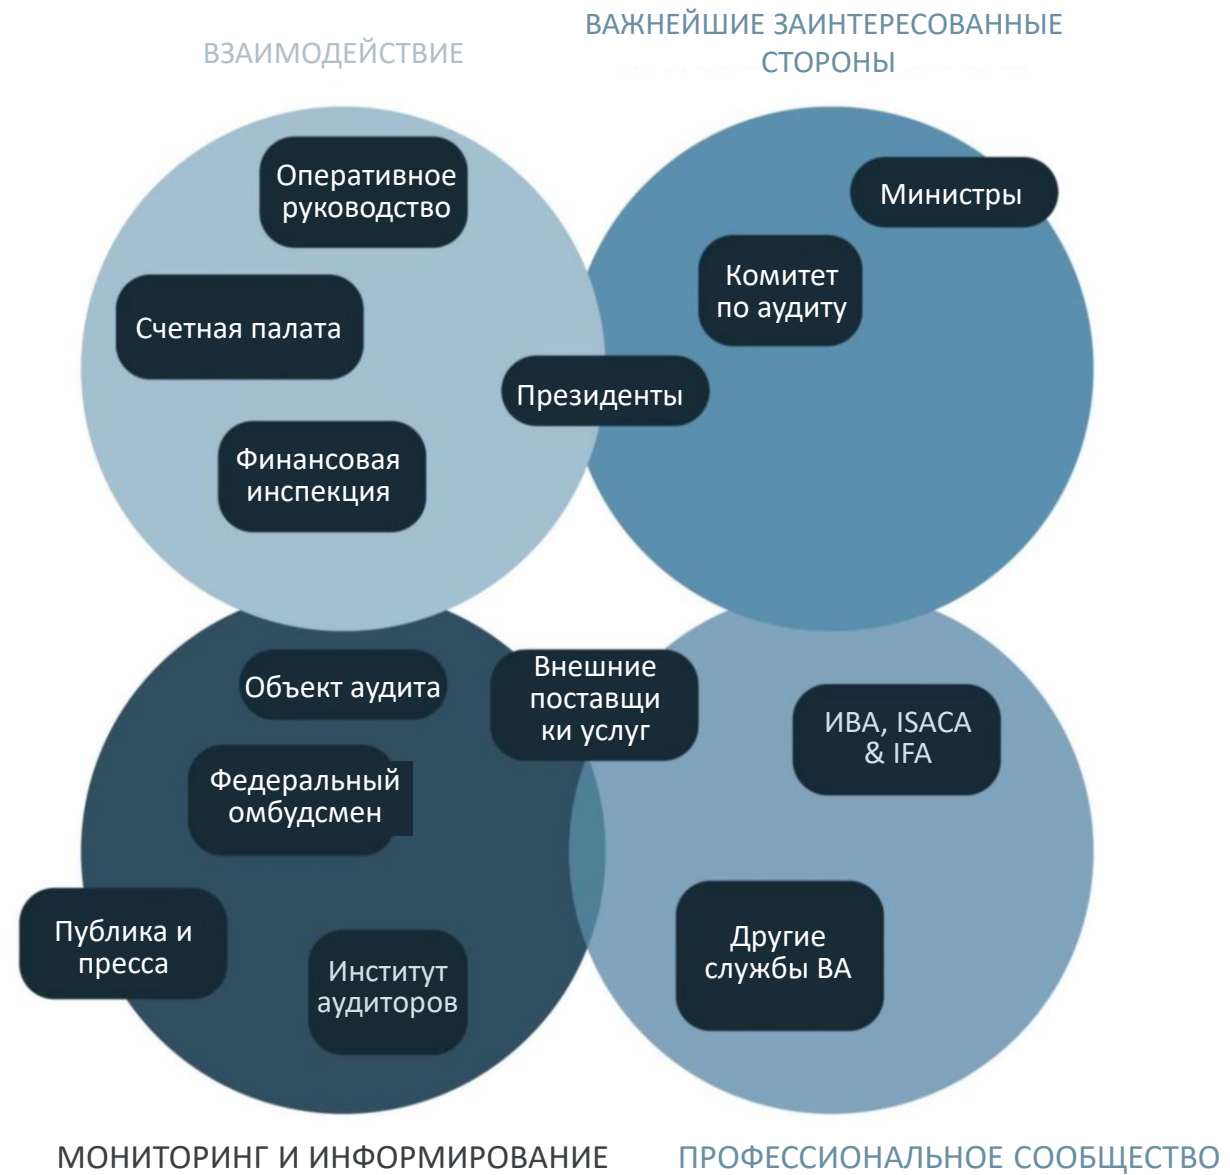 ВЗАИМОДЕЙСТВИЕ
ВАЖНЕЙШИЕ ЗАИНТЕРЕСОВАННЫЕ
СТОРОНЫ
Оперативное
руководство
Министры
Комитет
по аудиту
Счетная палата
Президенты
Финансовая
инспекция
Объект аудита
Внешние
поставщи
ки услуг
ИВА, ISACA
& IFA
Федеральный
омбудсмен
Публика и
пресса
Институт
аудиторов
Другие
службы ВА
МОНИТОРИНГ И ИНФОРМИРОВАНИЕ
ПРОФЕССИОНАЛЬНОЕ СООБЩЕСТВО